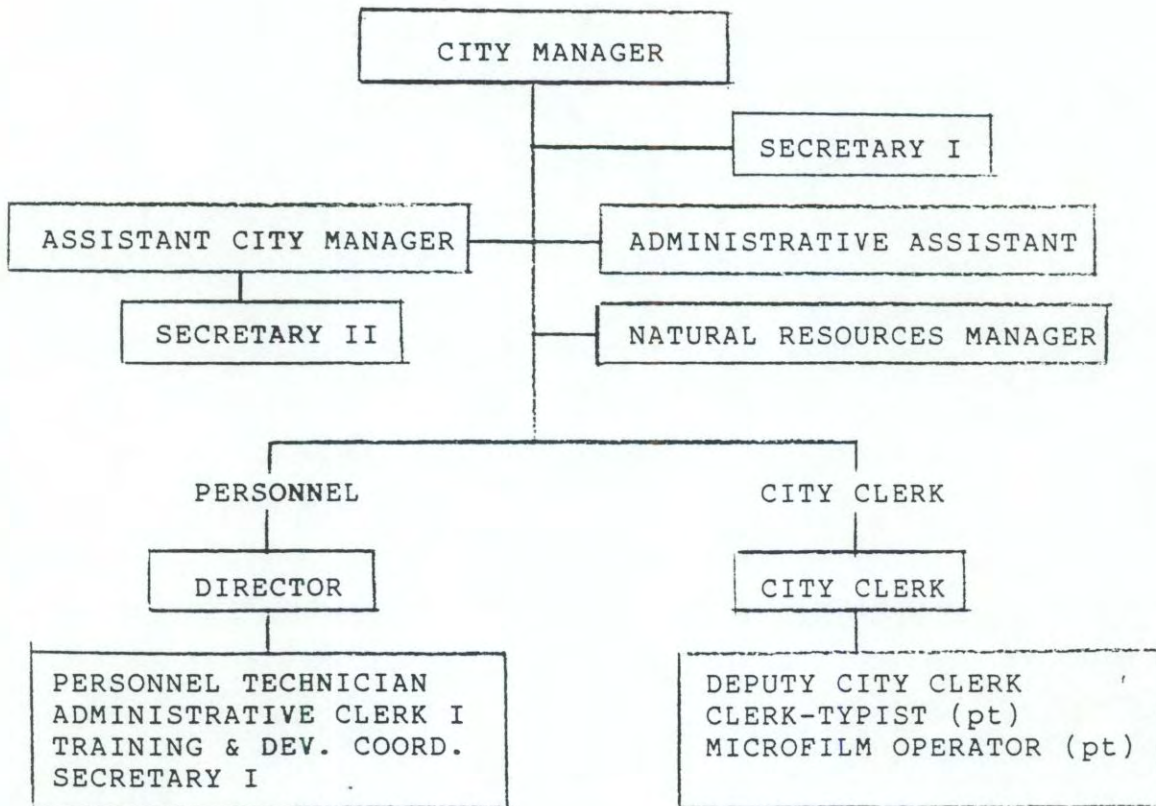 CITY MANAGER
SECRETARY I
ASSISTANT CITY MANAGER
ADMINISTRATIVE ASSISTANT
SECRETARY II
NATURAL RESOURCES MANAGER
PERSONNEL
CITY CLERK
DIRECTOR
CITY CLERK
PERSONNEL TECHNICIAN
ADMINISTRATIVE CLERK I
TRAINING & DEV. COORD.
SECRETARY I
DEPUTY CITY CLERK
CLERK-TYPIST (pt)
MICROFILM OPERATOR (pt)